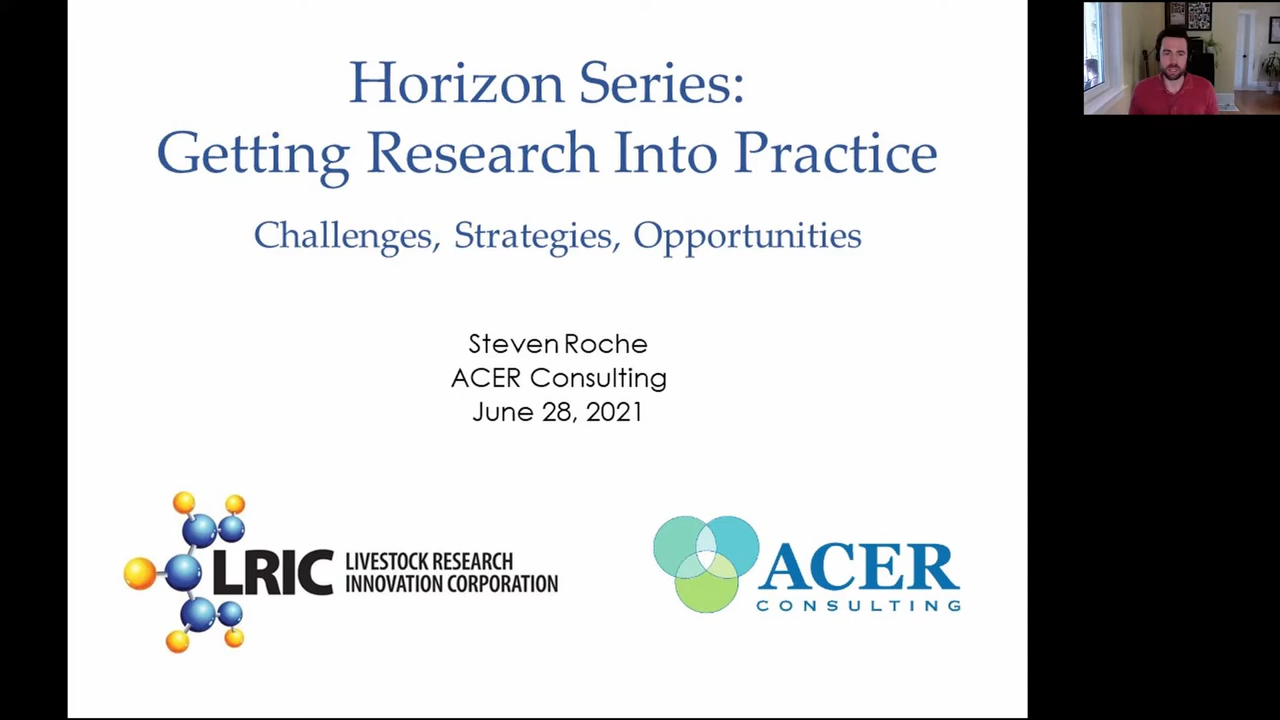 Horizon Series:
Getting Research Into Practice
Challenges, Strategies, Opportunities
Steven Roche
ACER Consulting
June 28, 2021
LRIC LIVESTOCK RESEARCH
INNOVATION CORPORATION
ACER
CONSULTING